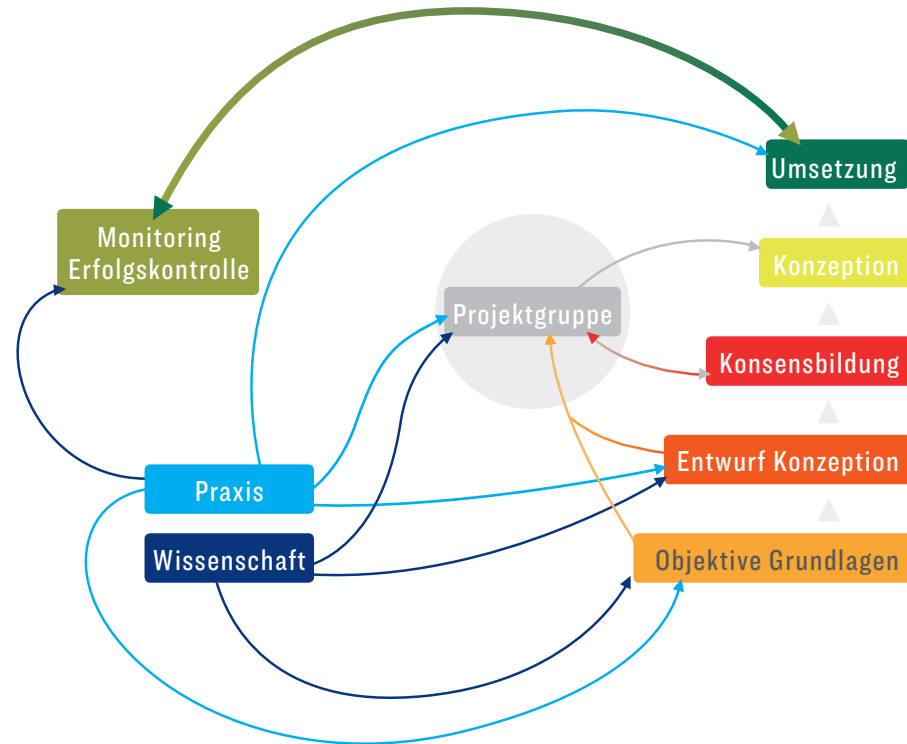 Umsetzung
Monitoring
Erfolgskontrolle
Konzeption
Projektgruppe
Konsensbildung
Entwurf Konzeption
Praxis
Wissenschaft
Objektive Grundlagen